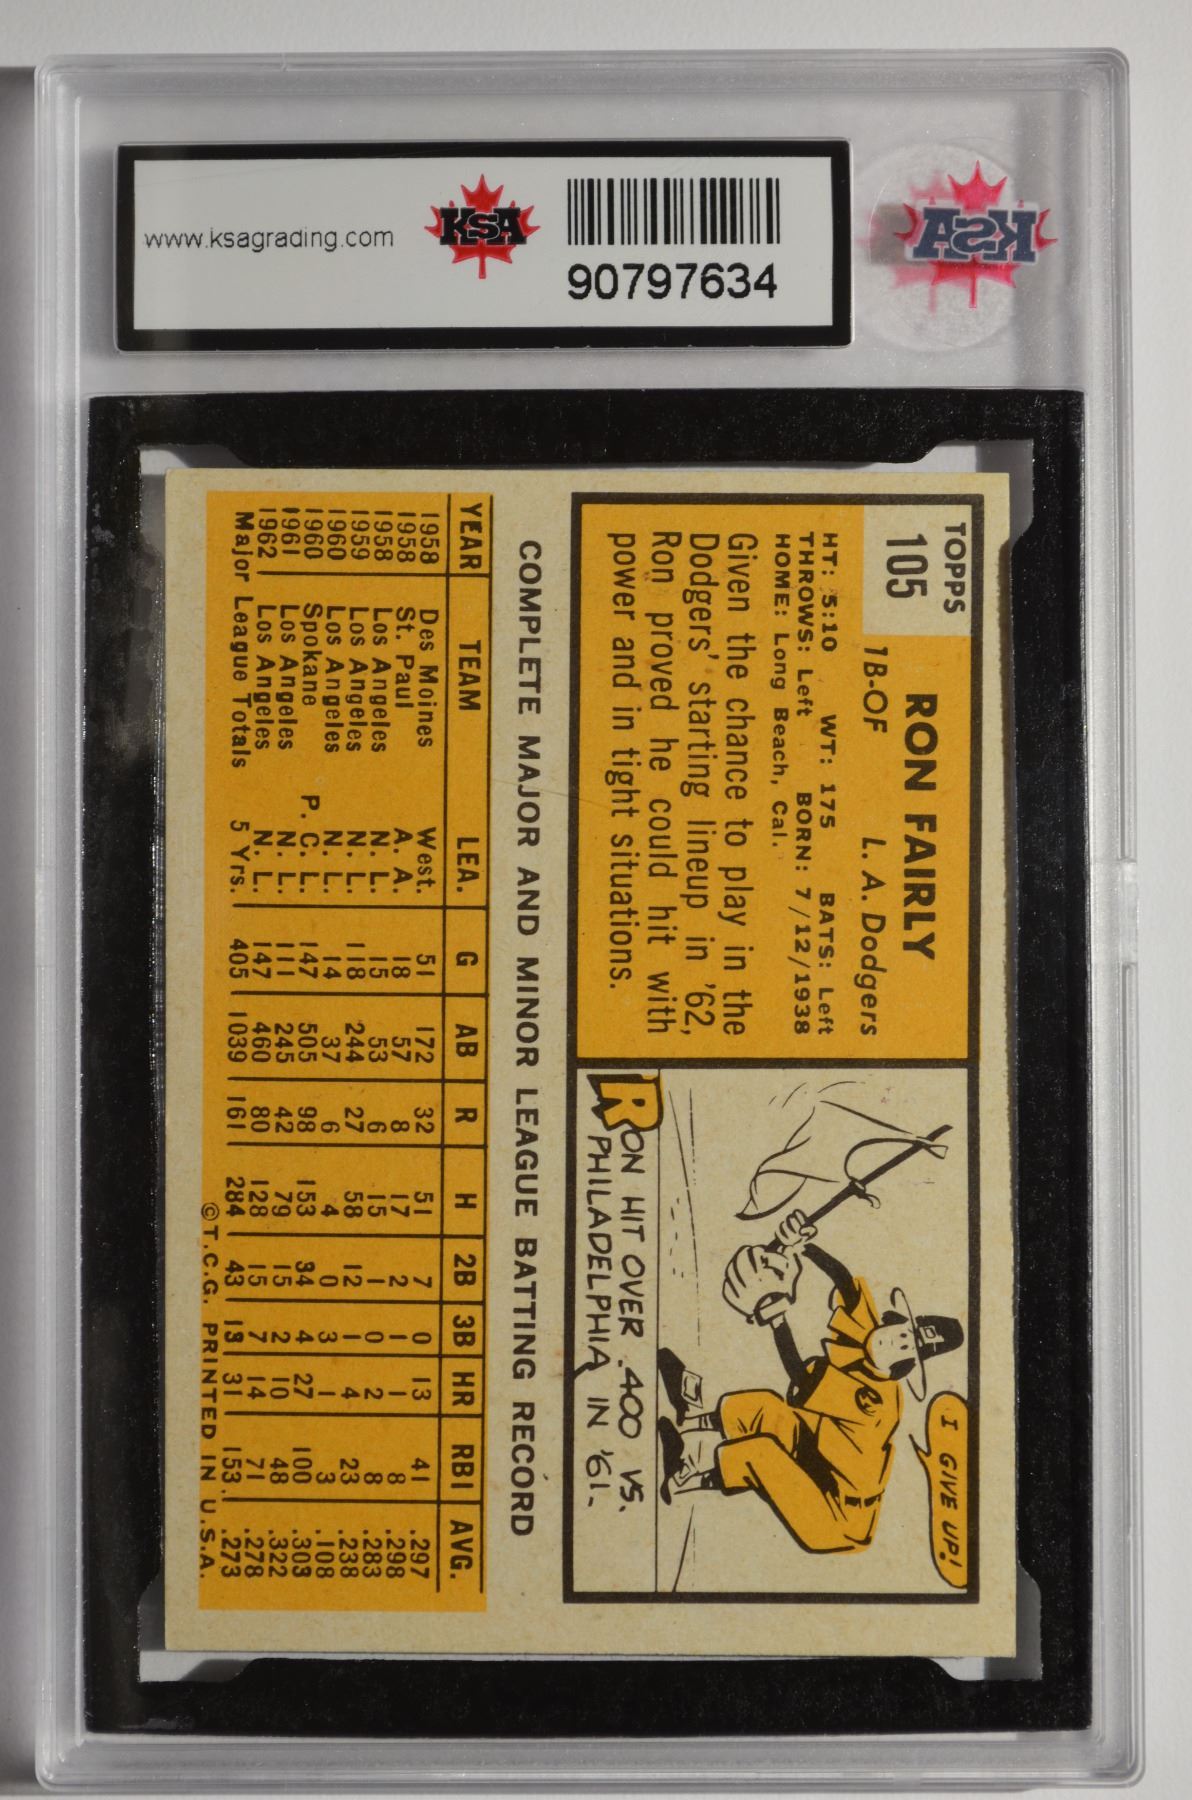 www.ksagrading.com
KSA
90797634
KSA
TOPPS
105
RON FAIRLY
1B-OF L. A. Dodgers
HT: 5:10 WT: 175 BATS: Left
THROWS: Left BORN: 7/12/1938
HOME: Long Beach, Cal.
Given the chance to play in the
Dodgers' starting lineup in '62,
Ron proved he could hit with
power and in tight situations.
I GIVE UP!
RON HIT OVER .400 VS.
PHILADELPHIA IN '61.
COMPLETE MAJOR AND MINOR LEAGUE BATTING RECORD
YEAR TEAM LEA. G AB R H 2B 3B HR RBI AVG.
1958 Des Moines West. 51 172 32 51 7 0 13 41 .297
1958 St. Paul A. A. 18 57 8 17 2 1 1 8 .298
1958 Los Angeles N. L. 15 53 6 15 1 0 2 8 .283
1959 Los Angeles N. L. 118 244 27 58 12 1 4 23 .238
1960 Los Angeles N. L. 14 37 6 4 0 3 1 3 .108
1960 Spokane P. C. L. 147 505 98 153 34 4 27 100 .303
1961 Los Angeles N. L. 111 245 42 79 15 2 10 48 .322
1962 Los Angeles N. L. 147 460 80 128 15 7 14 71 .278
Major League Totals 5 Yrs. 405 1039 161 284 43 13 31 153 .273
©T.C.G. PRINTED IN U.S.A.